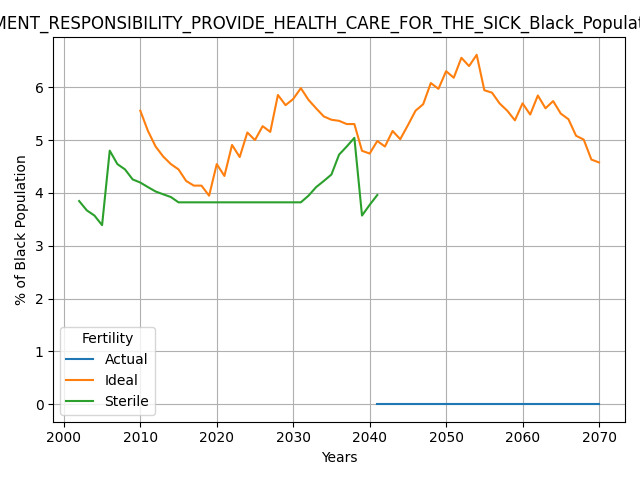 MENT_RESPONSIBILITY_PROVIDE_HEALTH_CARE_FOR_THE_SICK_Black_Populat
% of Black Population
6
5
4
3
2
1
0
Fertility
Actual
Ideal
Sterile
2000 2010 2020 2030 2040 2050 2060 2070
Years